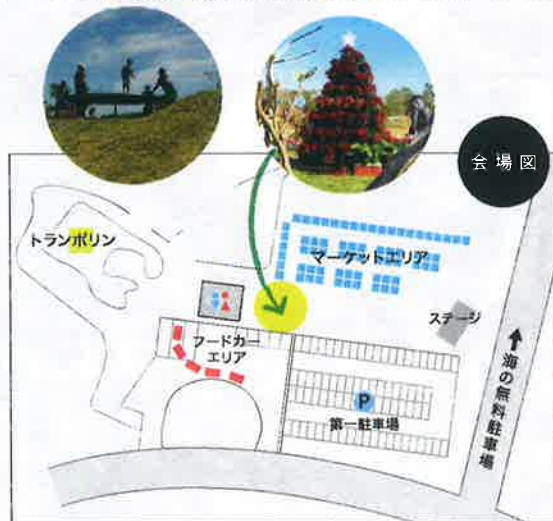 会場図
トランポリン
マーケットエリア
ステージ
フードカー
エリア
P
第一駐車場
海の無料駐車場